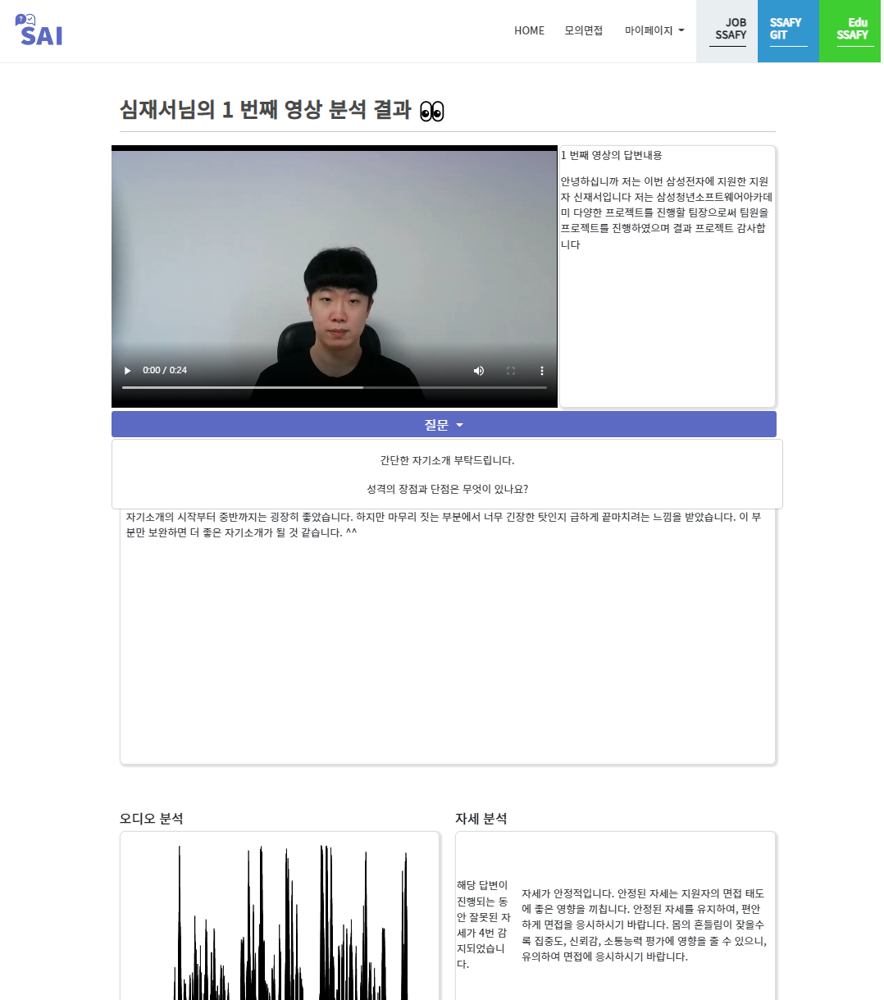 SAI
HOME
모의면접
마이페이지
JOB
SSAFY
SSAFY
GIT
Edu
SSAFY
심재서님의 1 번째 영상 분석 결과 👀
1 번째 영상의 답변내용
안녕하십니까 저는 이번 삼성전자에 지원한 지원
자 신재서입니다 저는 삼성청년소프트웨어아카데
미 다양한 프로젝트를 진행할 팀장으로써 팀원을
프로젝트를 진행하였으며 결과 프로젝트 감사합
니다
0:00 / 0:24
질문
간단한 자기소개 부탁드립니다.
성격의 장점과 단점은 무엇이 있나요?
자기소개의 시작부터 중반까지는 굉장히 좋았습니다. 하지만 마무리 짓는 부분에서 너무 긴장한 탓인지 급하게 끝마치려는 느낌을 받았습니다. 이 부
분만 보완하면 더 좋은 자기소개가 될 것 같습니다. ^^
오디오 분석
자세 분석
해당 답변이
진행되는 동
안 잘못된 자
세가 4번 감
지되었습니
다.
자세가 안정적입니다. 안정된 자세는 지원자의 면접 태도
에 좋은 영향을 끼칩니다. 안정된 자세를 유지하여, 편안
하게 면접을 응시하시기 바랍니다. 몸의 흔들림이 잦을수
록 집중도, 신뢰감, 소통능력 평가에 영향을 줄 수 있으니,
유의하여 면접에 응시하시기 바랍니다.